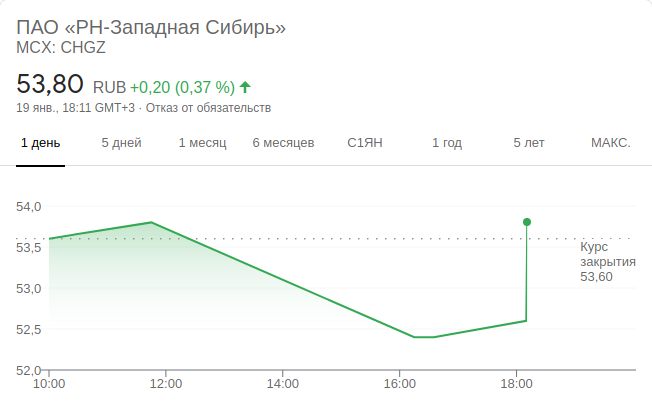 ПАО «РН-Западная Сибирь»
MCX: CHGZ
53,80 RUB +0,20 (0,37 %)
19 янв., 18:11 GMT+3 · Отказ от обязательств
1 день 5 дней 1 месяц 6 месяцев С1ЯН 1 год 5 лет МАКС.
54,0
53,5
53,0
52,5
52,0
Курс
закрытия
53,60
10:00 12:00 14:00 16:00 18:00